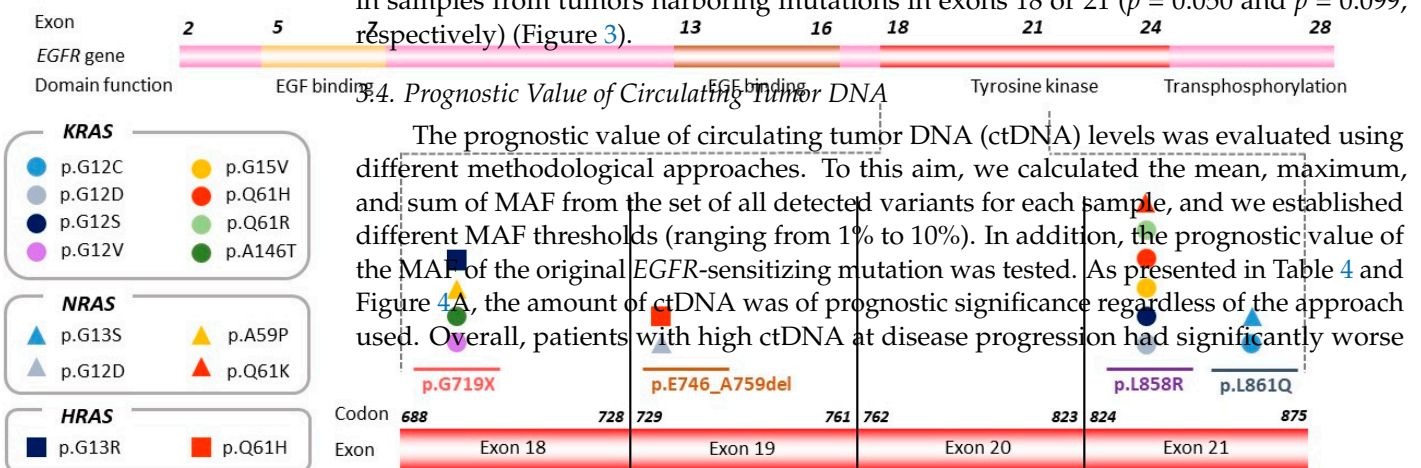 in samples from tumors harboring mutations in exons 18 or 21 (p = 0.050 and p = 0.099,
respectively) (Figure 3).
Exon 2 5 7 13 16 18 21 24 28
EGFR gene
Domain function EGF binding EGF binding Tyrosine kinase Transphosphorylation
3.4. Prognostic Value of Circulating Tumor DNA
The prognostic value of circulating tumor DNA (ctDNA) levels was evaluated using
different methodological approaches. To this aim, we calculated the mean, maximum,
and sum of MAF from the set of all detected variants for each sample, and we established
different MAF thresholds (ranging from 1% to 10%). In addition, the prognostic value of
the MAF of the original EGFR-sensitizing mutation was tested. As presented in Table 4 and
Figure 4A, the amount of ctDNA was of prognostic significance regardless of the approach
used. Overall, patients with high ctDNA at disease progression had significantly worse
KRAS
p.G12C p.G15V
p.G12D p.Q61H
p.G12S p.Q61R
p.G12V p.A146T
NRAS
p.G13S p.A59P
p.G12D p.Q61K
HRAS
p.G13R p.Q61H
p.G719X p.E746_A759del p.L858R p.L861Q
Codon 688 728 729 761 762 823 824 875
Exon Exon 18 Exon 19 Exon 20 Exon 21